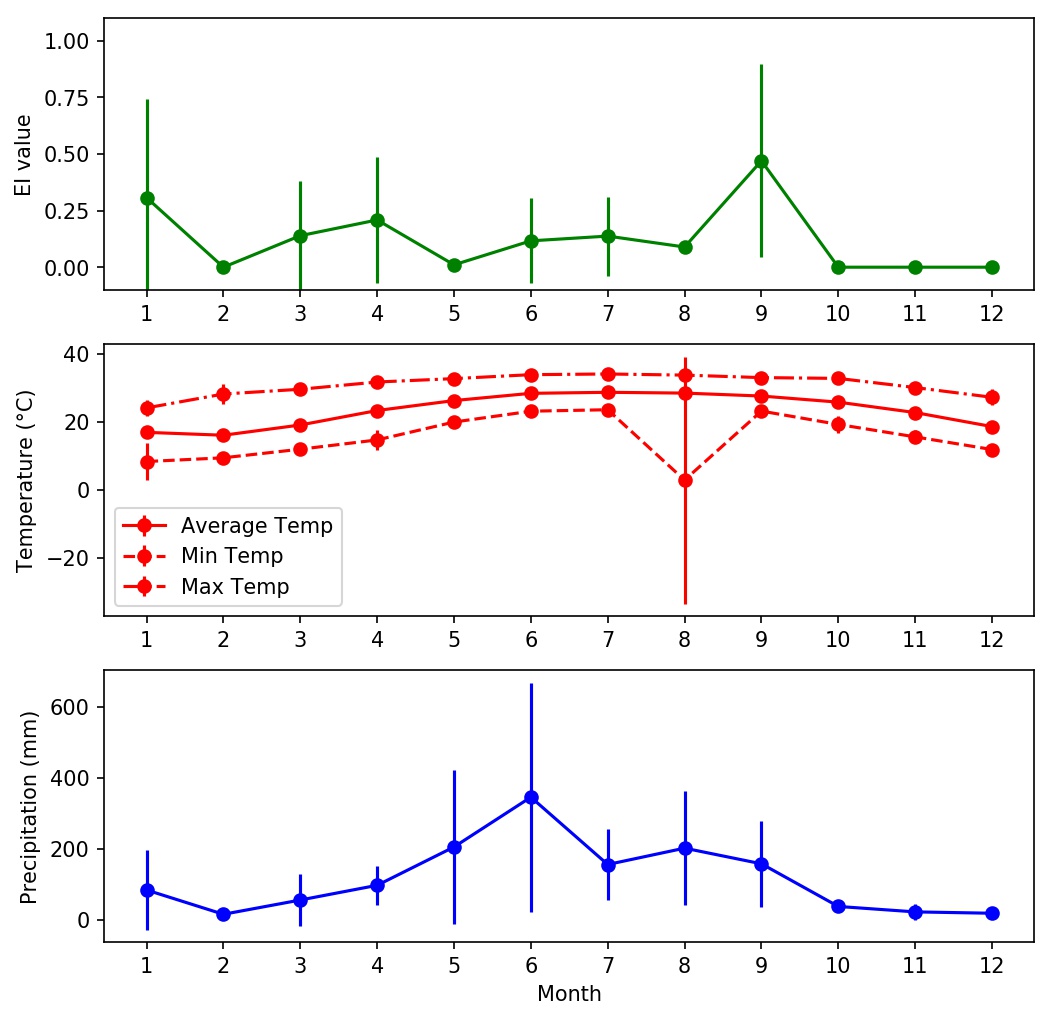 1.00
0.75
0.50
0.25
0.00
EI value
1 2 3 4 5 6 7 8 9 10 11 12
40
20
0
−20
Temperature (°C)
Average Temp
Min Temp
Max Temp
1 2 3 4 5 6 7 8 9 10 11 12
600
400
200
0
Precipitation (mm)
1 2 3 4 5 6 7 8 9 10 11 12
Month